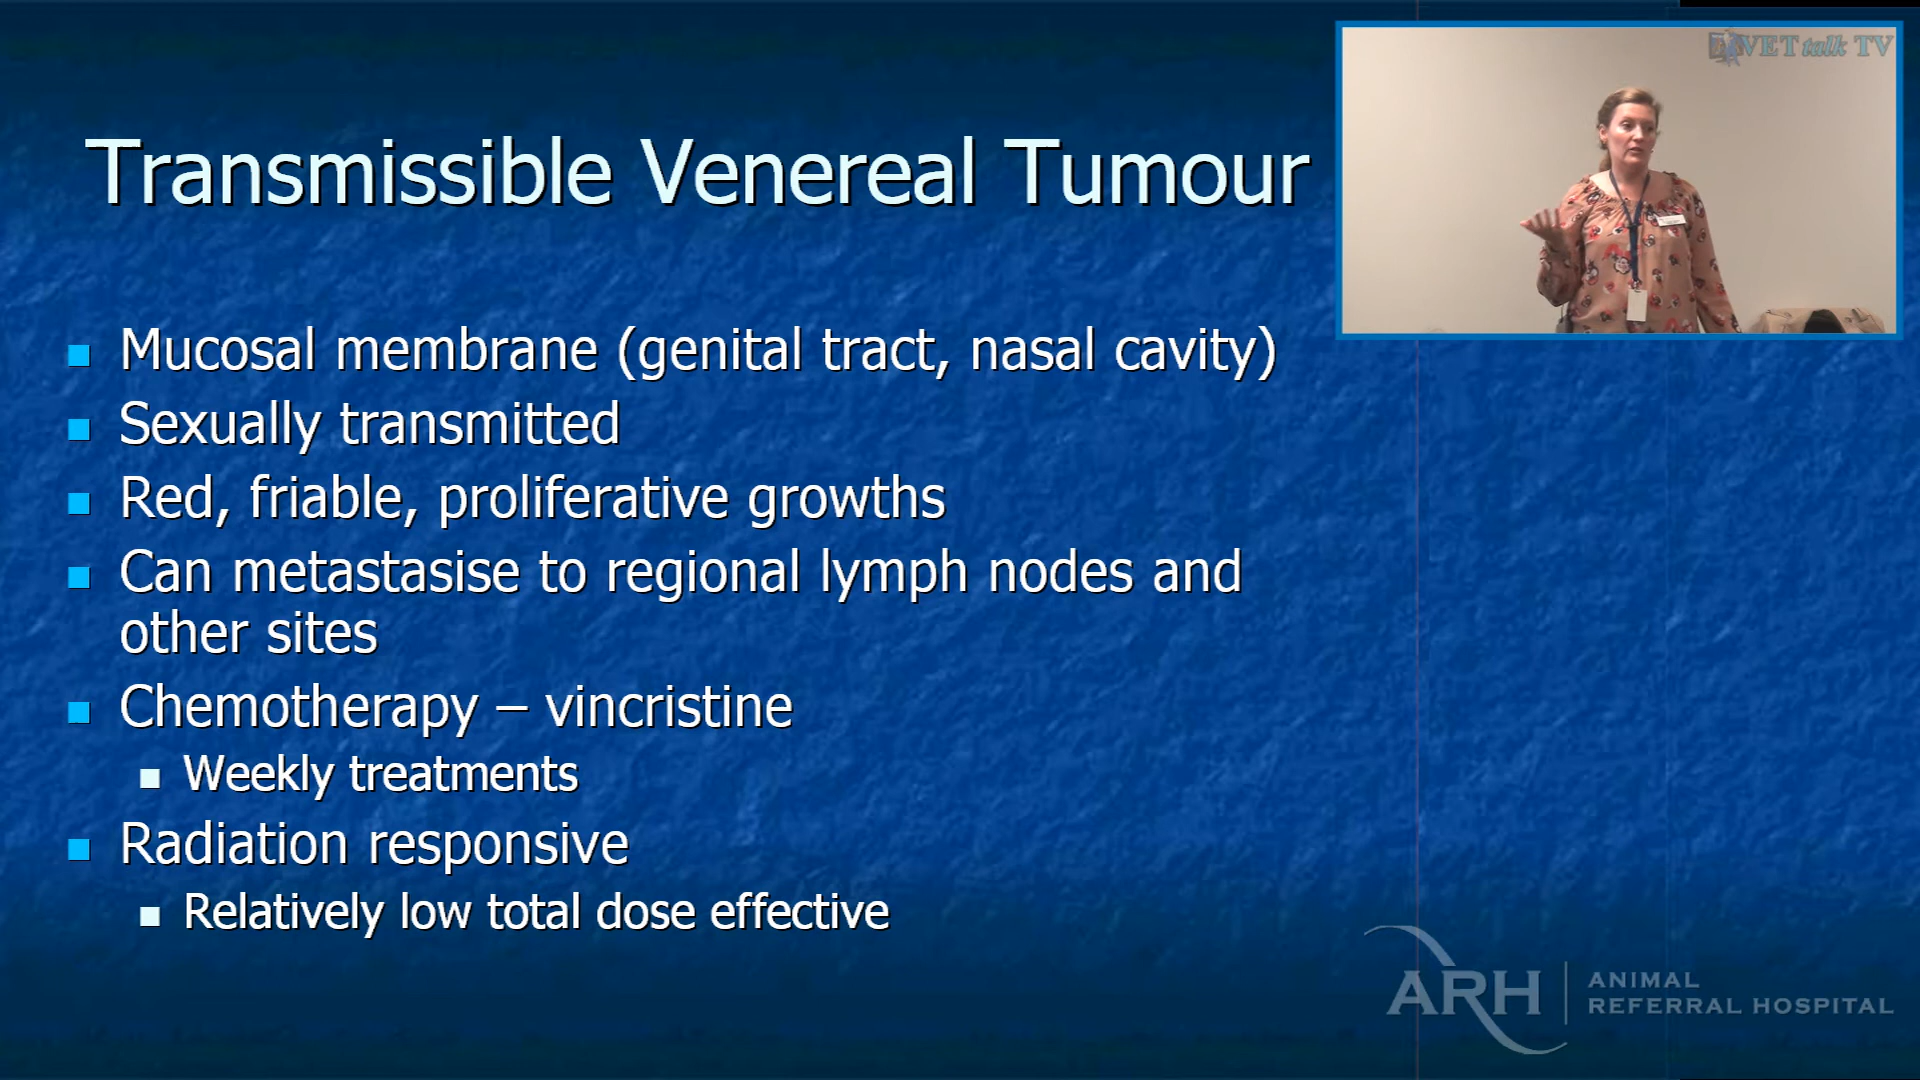 VET talk TV
Transmissible Venereal Tumour
Mucosal membrane (genital tract, nasal cavity)
Sexually transmitted
Red, friable, proliferative growths
Can metastasise to regional lymph nodes and
other sites
Chemotherapy – vincristine
Weekly treatments
Radiation responsive
Relatively low total dose effective
ARH
ANIMAL
REFERRAL HOSPITAL